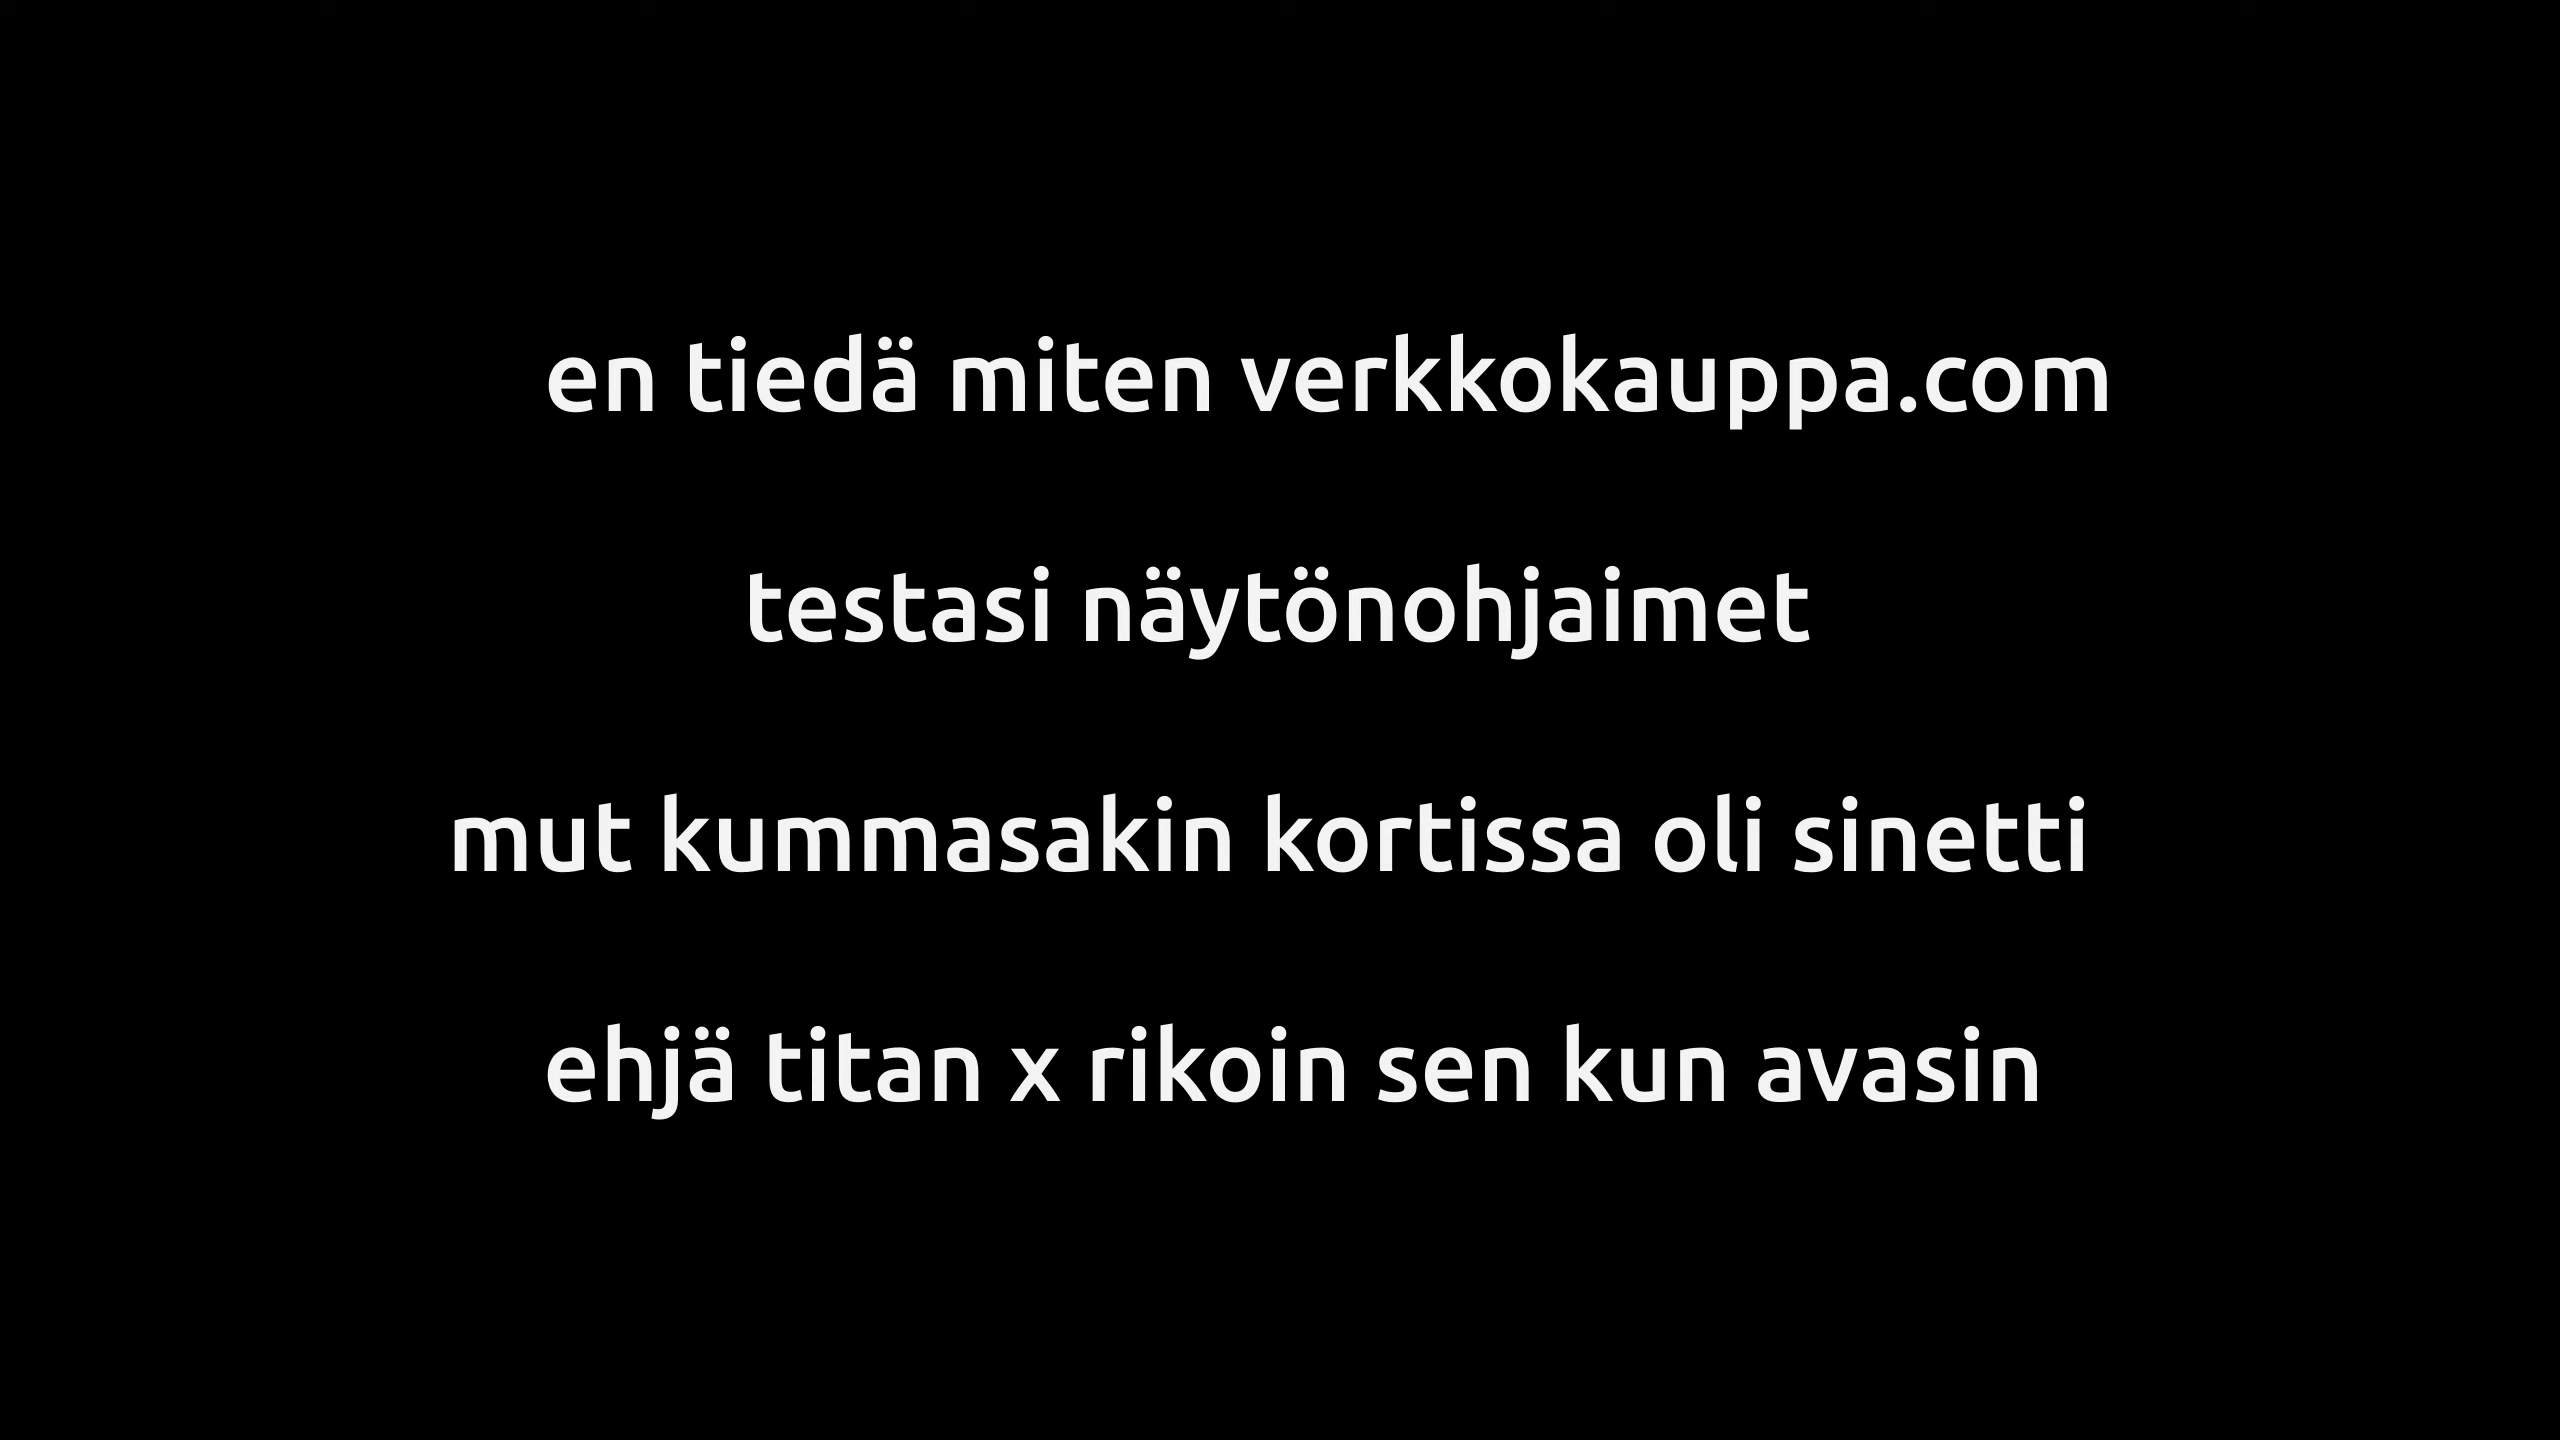 en tiedä miten verkkokauppa.com
testasi näytönohjaimet
mut kummasakin kortissa oli sinetti
ehjä titan x rikoin sen kun avasin